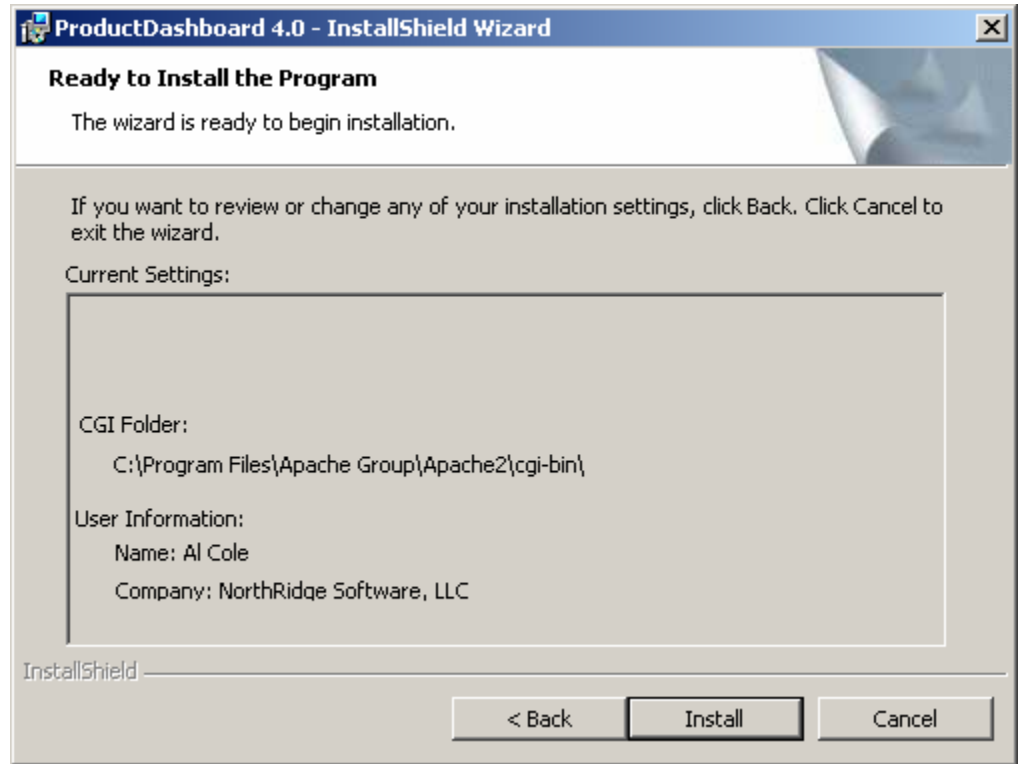 ProductDashboard 4.0 - InstallShield Wizard
Ready to Install the Program
The wizard is ready to begin installation.
If you want to review or change any of your installation settings, click Back. Click Cancel to
exit the wizard.
Current Settings:
CGI Folder:
C:\Program Files\Apache Group\Apache2\cgi-bin\
User Information:
Name: Al Cole
Company: NorthRidge Software, LLC
InstallShield
< Back Install Cancel